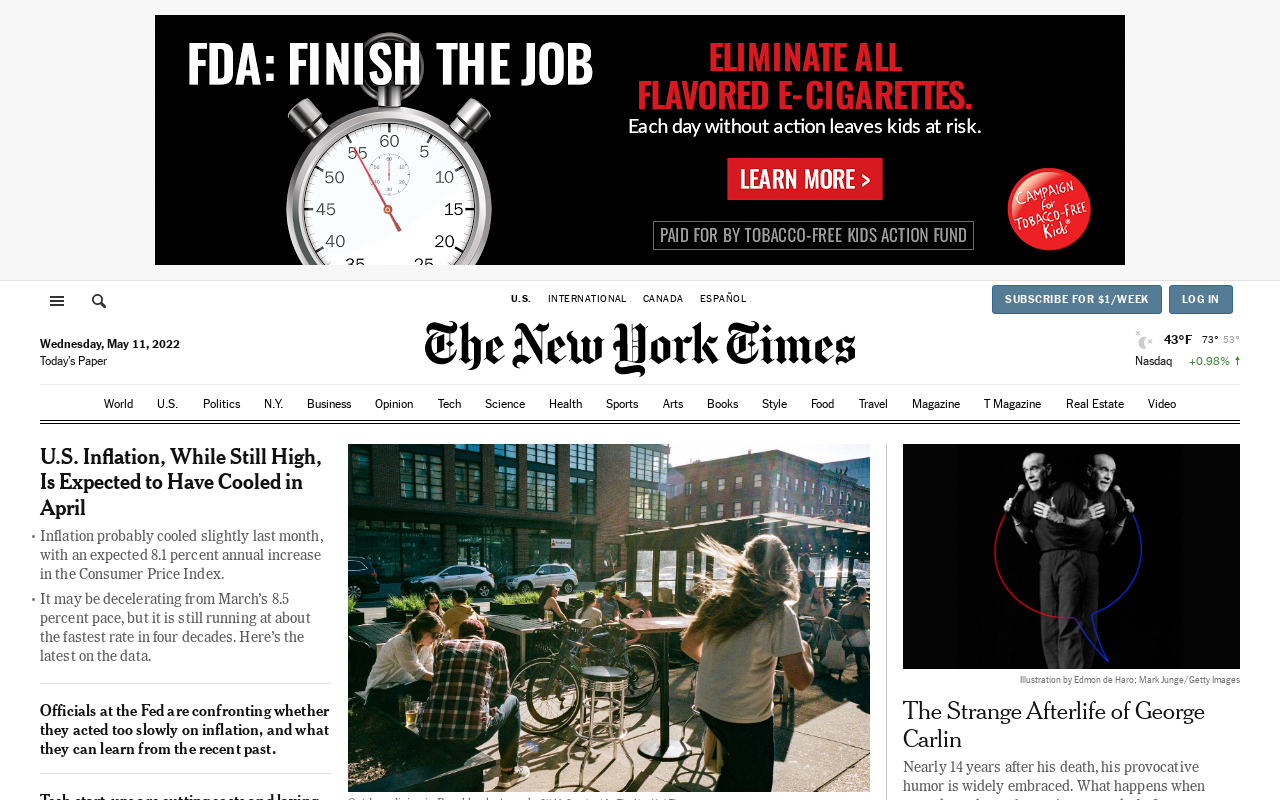 FDA: FINISH THE JOB
60
55
5
50
10
45
15
40
20
35
25
ELIMINATE ALL
FLAVORED E-CIGARETTES.
Each day without action leaves kids at risk.
LEARN MORE >
PAID FOR BY TOBACCO-FREE KIDS ACTION FUND
CAMPAIGN
for
TOBACCO-FREE
Kids®
U.S. INTERNATIONAL CANADA ESPAÑOL
SUBSCRIBE FOR $1/WEEK LOG IN
Wednesday, May 11, 2022
Today's Paper
The New York Times
43°F 73° 53°
Nasdaq +0.98% ↑
World U.S. Politics N.Y. Business Opinion Tech Science Health Sports Arts Books Style Food Travel Magazine T Magazine Real Estate Video
U.S. Inflation, While Still High,
Is Expected to Have Cooled in
April
• Inflation probably cooled slightly last month,
with an expected 8.1 percent annual increase
in the Consumer Price Index.
• It may be decelerating from March's 8.5
percent pace, but it is still running at about
the fastest rate in four decades. Here's the
latest on the data.
Officials at the Fed are confronting whether
they acted too slowly on inflation, and what
they can learn from the recent past.
Tech start-ups are cutting costs and laying
Illustration by Edmon de Haro; Mark Junge/Getty Images
The Strange Afterlife of George
Carlin
Nearly 14 years after his death, his provocative
humor is widely embraced. What happens when